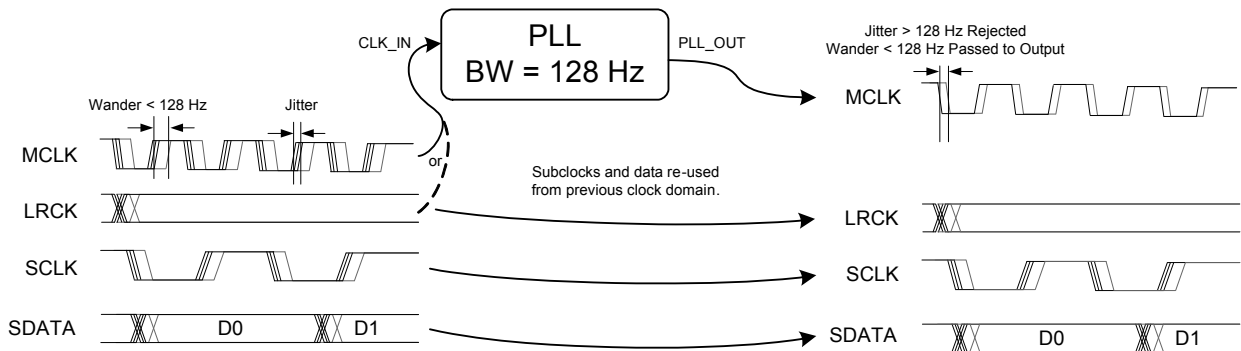 PLL
BW = 128 Hz
CLK_IN
PLL_OUT
Jitter > 128 Hz Rejected
Wander < 128 Hz Passed to Output
Wander < 128 Hz
Jitter
MCLK
or
MCLK
Subclocks and data re-used
from previous clock domain.
LRCK
LRCK
SCLK
SCLK
SDATA
D0
D1
SDATA
D0
D1